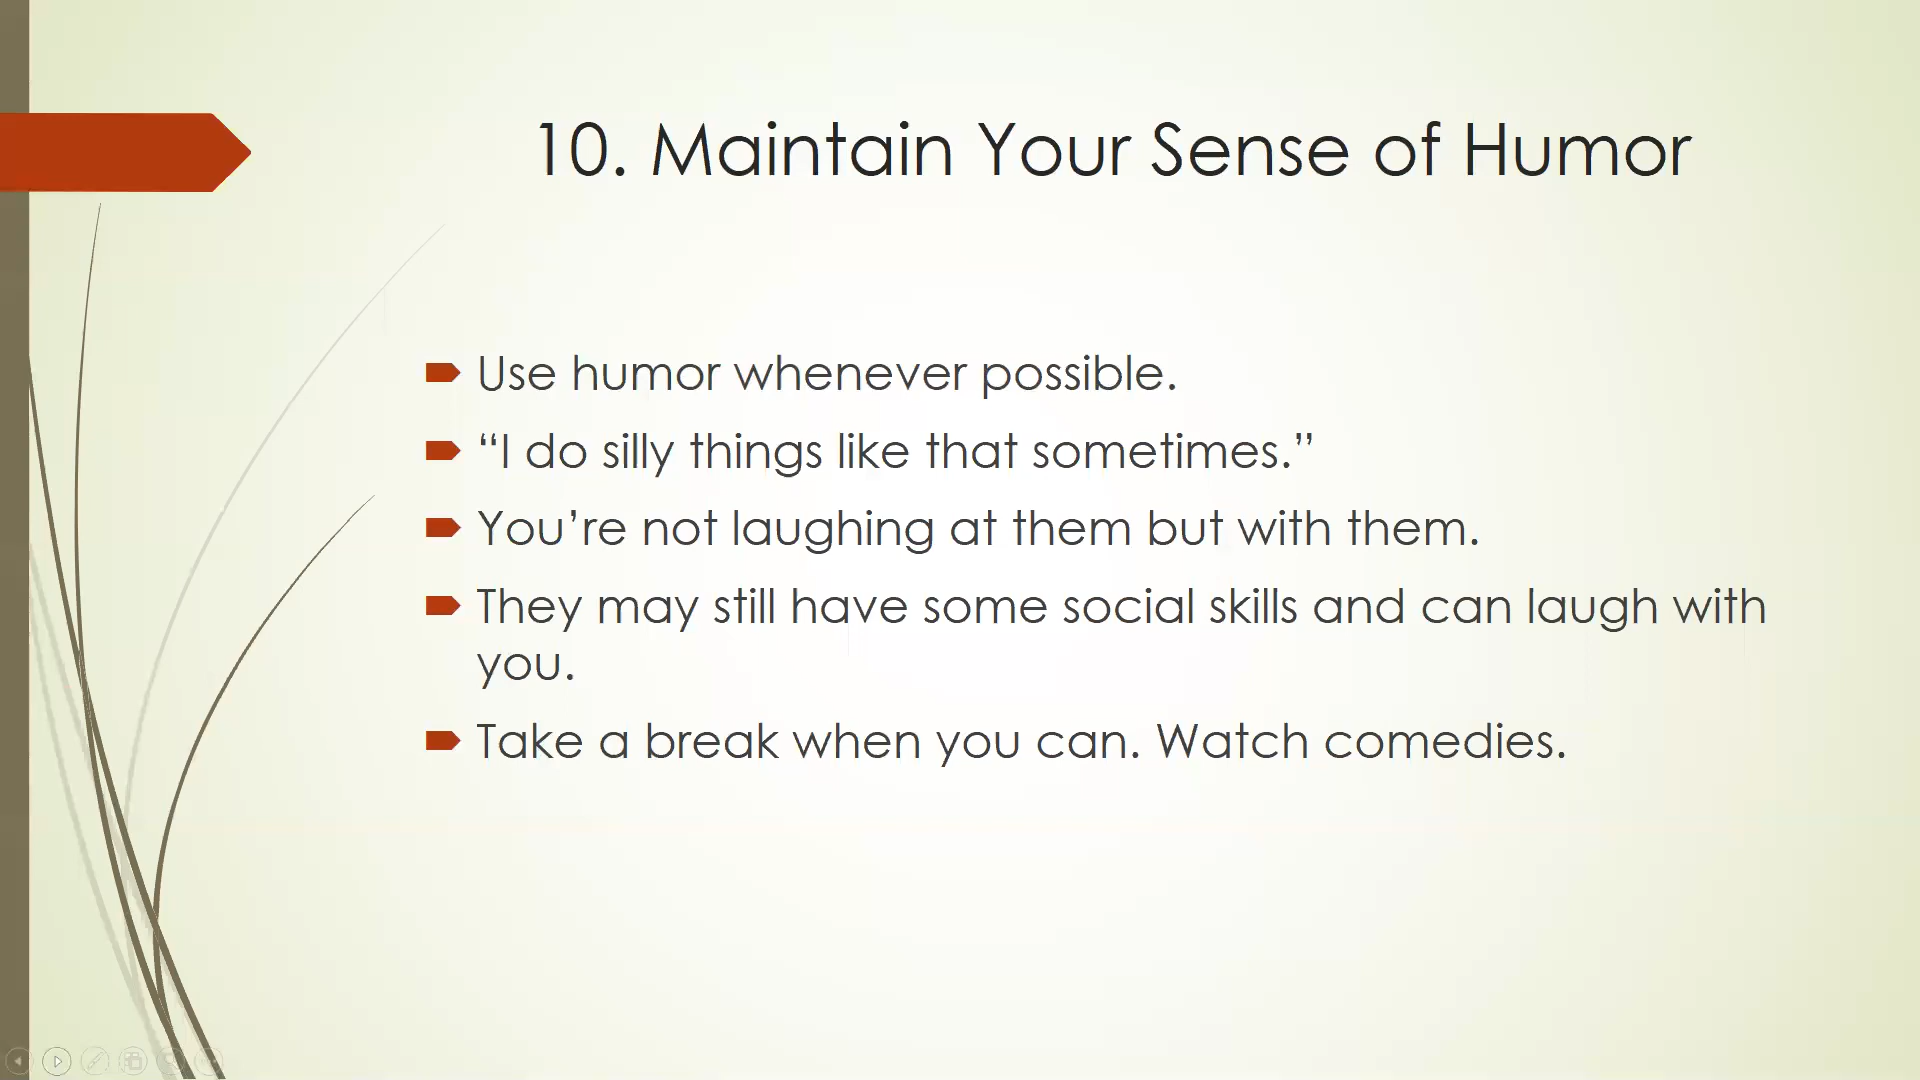 10. Maintain Your Sense of Humor
Use humor whenever possible.
“I do silly things like that sometimes.”
You’re not laughing at them but with them.
They may still have some social skills and can laugh with
you.
Take a break when you can. Watch comedies.